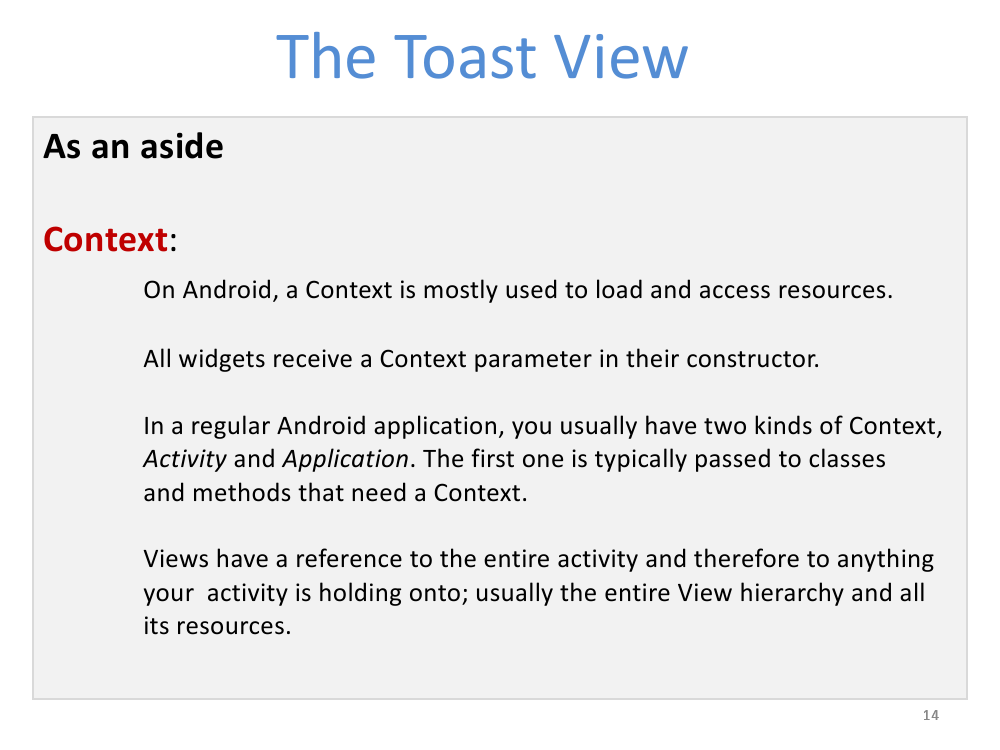 The Toast View
As an aside
Context:
On Android, a Context is mostly used to load and access resources.
All widgets receive a Context parameter in their constructor.
In a regular Android application, you usually have two kinds of Context,
Activity and Application. The first one is typically passed to classes
and methods that need a Context.
Views have a reference to the entire activity and therefore to anything
your  activity is holding onto; usually the entire View hierarchy and all
its resources.
14